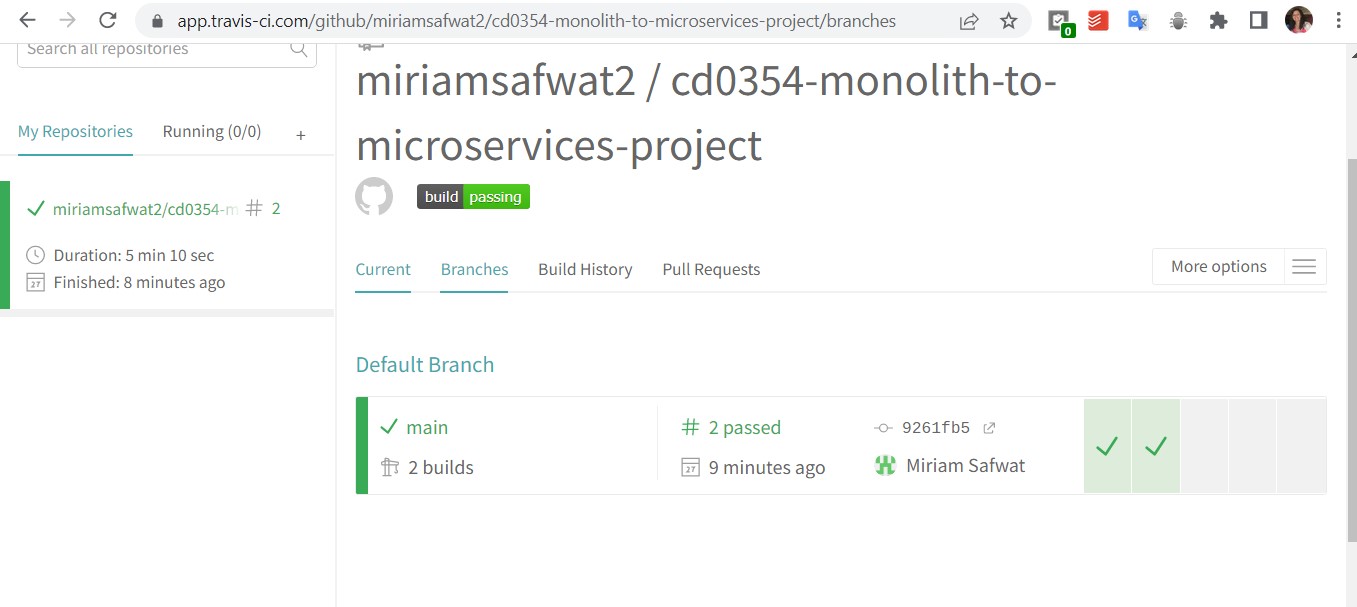 app.travis-ci.com/github/miriamsafwat2/cd0354-monolith-to-microservices-project/branches
0
Search all repositories
My Repositories Running (0/0) +
miriamsafwat2/cd0354-m # 2
Duration: 5 min 10 sec
27 Finished: 8 minutes ago
miriamsafwat2 / cd0354-monolith-to-
microservices-project
build passing
Current Branches Build History Pull Requests More options
Default Branch
main # 2 passed 9261fb5
2 builds 27 9 minutes ago Miriam Safwat